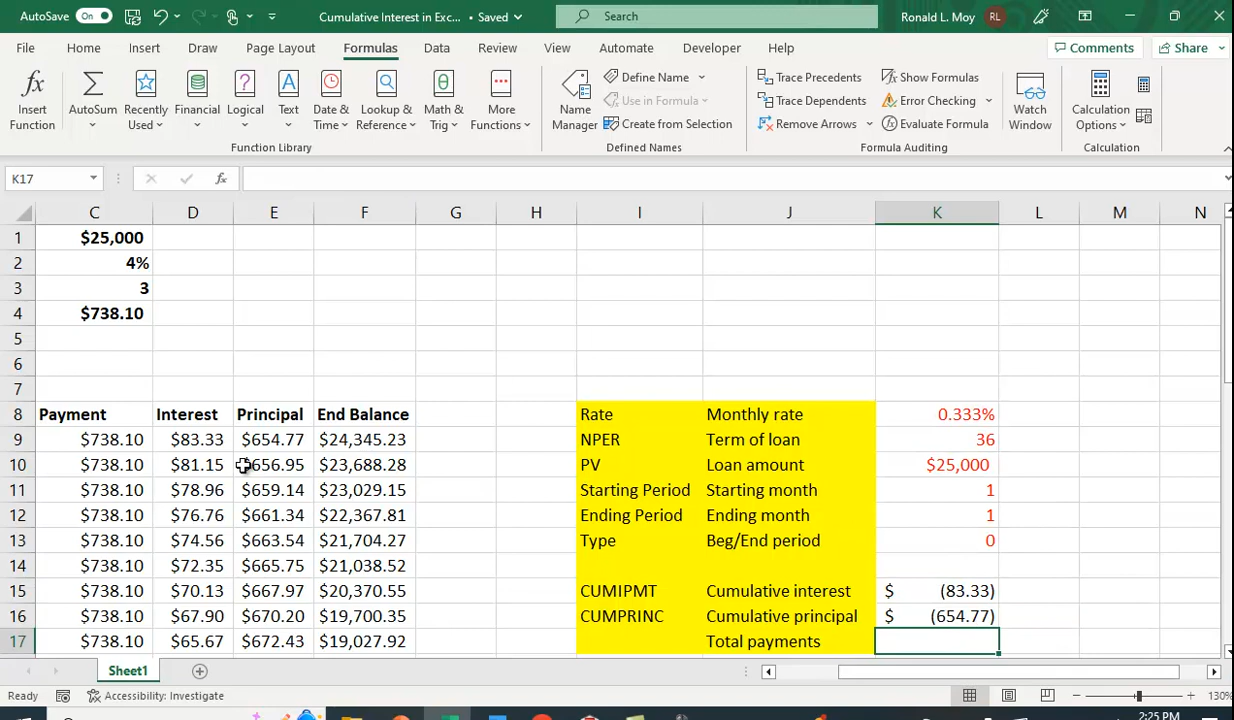 AutoSave On Cumulative Interest in Exc... • Saved Search Ronald L. Moy RL
File Home Insert Draw Page Layout Formulas Data Review View Automate Developer Help Comments Share
fx Insert Function
Σ AutoSum
Recently Used
Financial
? Logical
A Text
Date & Time
Lookup & Reference
θ Math & Trig
More Functions
Function Library
Name Manager
Define Name
Use in Formula
Create from Selection
Defined Names
Trace Precedents
Trace Dependents
Remove Arrows
Show Formulas
Error Checking
Evaluate Formula
Formula Auditing
Watch Window
Calculation Options
Calculation
K17 fx
C D E F G H I J K L M N
1 $25,000
2 4%
3 3
4 $738.10
5
6
7
8 Payment Interest Principal End Balance Rate Monthly rate 0.333%
9 $738.10 $83.33 $654.77 $24,345.23 NPER Term of loan 36
10 $738.10 $81.15 $656.95 $23,688.28 PV Loan amount $25,000
11 $738.10 $78.96 $659.14 $23,029.15 Starting Period Starting month 1
12 $738.10 $76.76 $661.34 $22,367.81 Ending Period Ending month 1
13 $738.10 $74.56 $663.54 $21,704.27 Type Beg/End period 0
14 $738.10 $72.35 $665.75 $21,038.52
15 $738.10 $70.13 $667.97 $20,370.55 CUMIPMT Cumulative interest $ (83.33)
16 $738.10 $67.90 $670.20 $19,700.35 CUMPRINC Cumulative principal $ (654.77)
17 $738.10 $65.67 $672.43 $19,027.92 Total payments
Sheet1
Ready Accessibility: Investigate 130%
2:25 PM